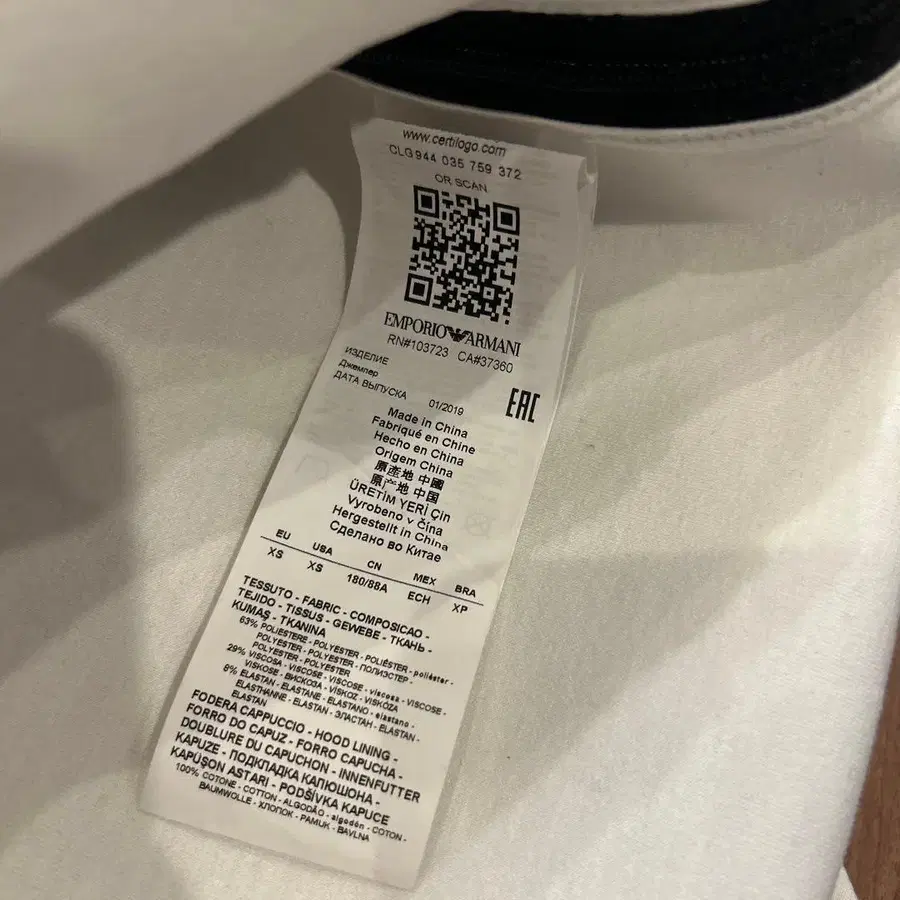 www.certilogo.com
CLG944 035 759 372
OR SCAN
EMPORIO ARMANI
RN#103723 CA#37360
ИЗДЕЛИЕ
Джемпер
ДАТА ВЫПУСКА 01/2019
EAC
Made in China
Fabriqué en Chine
Hecho en China
Origem China
原產地 中國
原产地 中国
ÜRETİM YERİ Çin
Vyrobeno v Čína
Hergestellt in China
Сделано во Китае
EU USA CN MEX BRA
XS XS 180/88A ECH XP
TESSUTO - FABRIC - COMPOSICAO -
TEJIDO - TISSUS - GEWEBE - ТКАНЬ -
KUMAŞ - TKANINA
63% POLIESTERE - POLYESTER - POLIÉSTER - poliéster -
POLYESTER - POLYESTER - ПОЛИЭСТЕР -
POLYESTER - POLYESTER
29% VISCOSA - VISCOSE - VISCOSE - viscosa - VISCOSE -
VISKOSE - ВИСКОЗА - VİSKOZ - VISKÓZA
8% ELASTAN - ELASTANE - ELASTANO - elastano -
ELASTHANNE - ELASTAN - ЭЛАСТАН - ELASTAN -
ELASTAN
FODERA CAPPUCCIO - HOOD LINING -
FORRO DO CAPUZ - FORRO CAPUCHA -
DOUBLURE DU CAPUCHON - INNENFUTTER
KAPUZE - ПОДКЛАДКА КАПЮШОНА -
KAPÜŞON ASTARI - PODŠÍVKA KAPUCE
100% COTONE - COTTON - ALGODÃO - algodón - COTON -
BAUMWOLLE - ХЛОПОК - PAMUK - BAVLNA